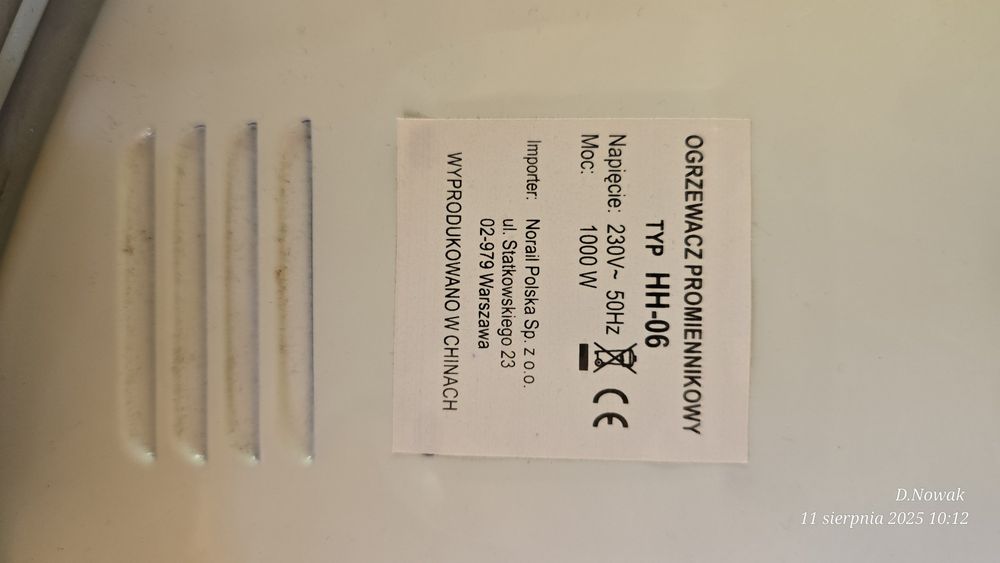 OGRZEWACZ PROMIENNIKOWY
TYP HH-06
Napięcie: 230V~ 50Hz
Moc: 1000 W
CE
Importer: Norail Polska Sp. z o.o.
ul. Statkowskiego 23
02-979 Warszawa
WYPRODUKOWANO W CHINACH
D.Nowak
11 sierpnia 2025 10:12